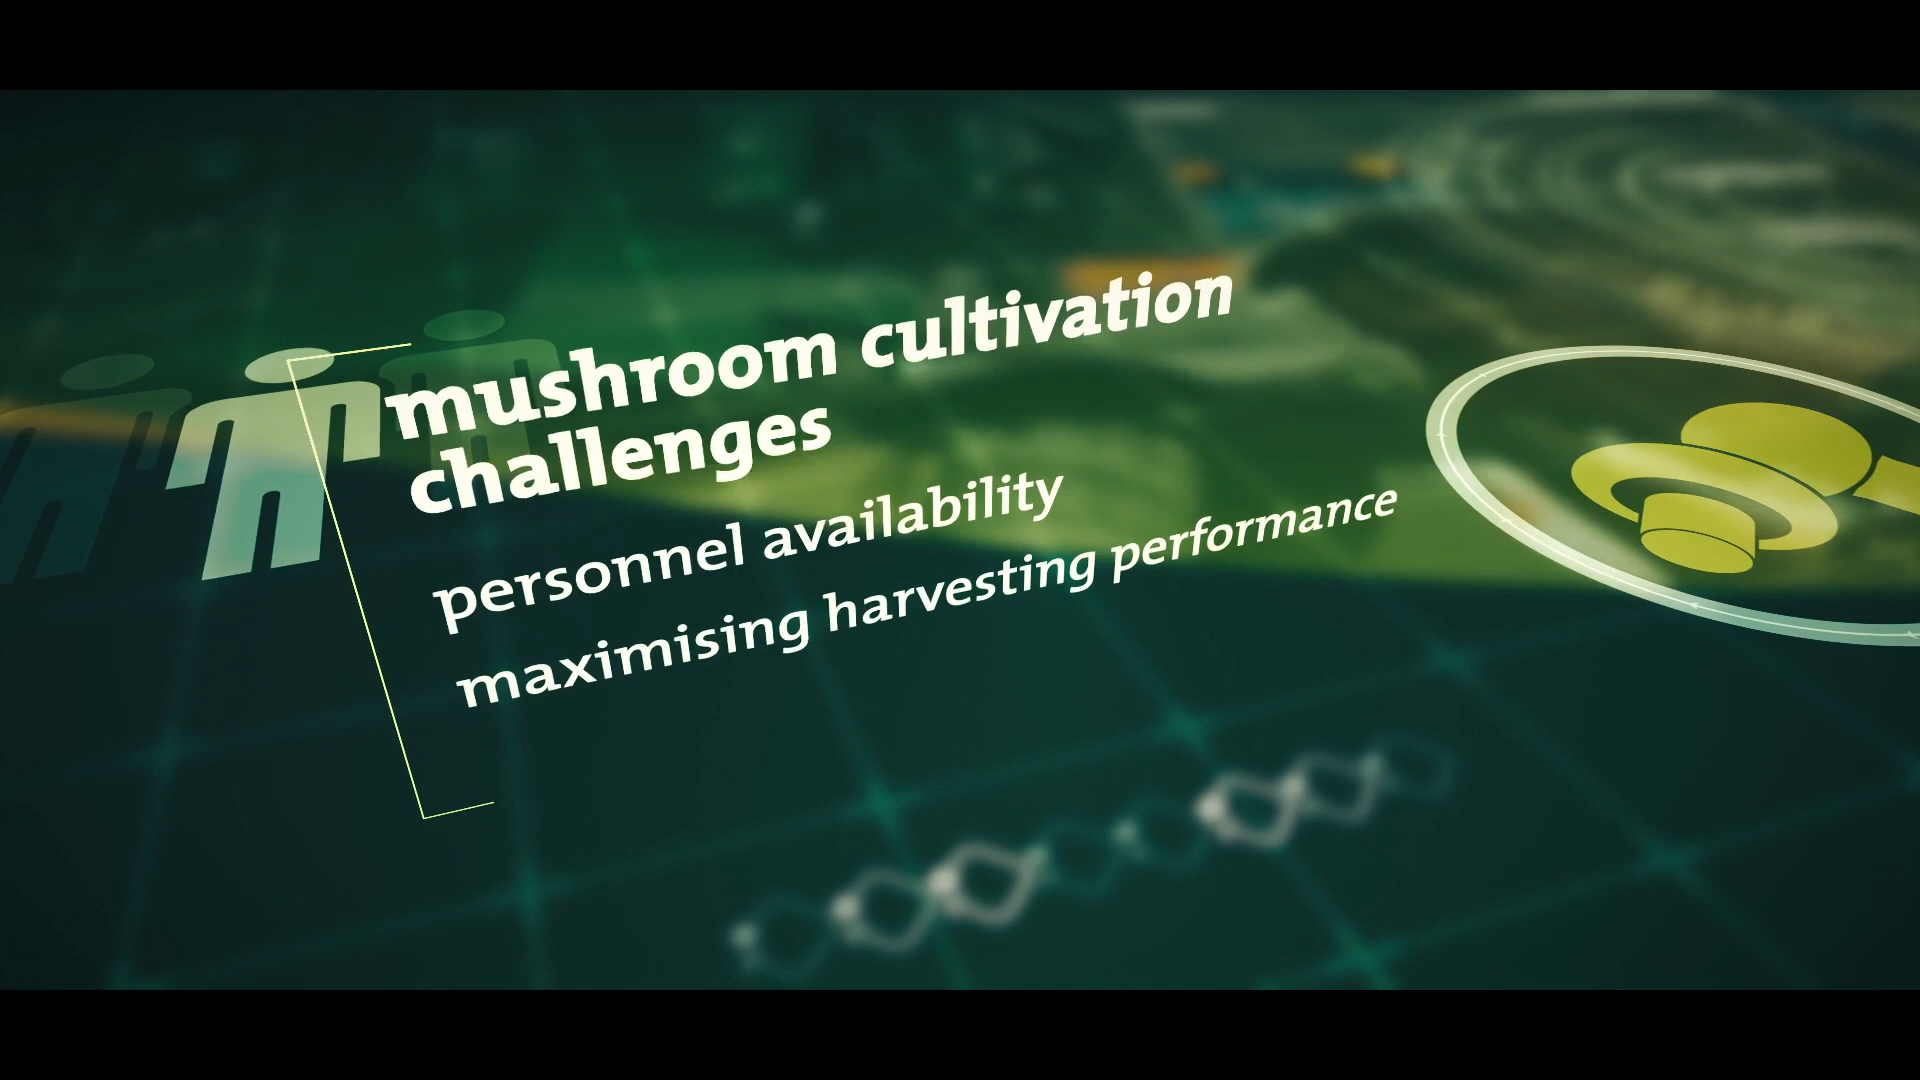 mushroom cultivation
challenges
personnel availability
maximising harvesting performance